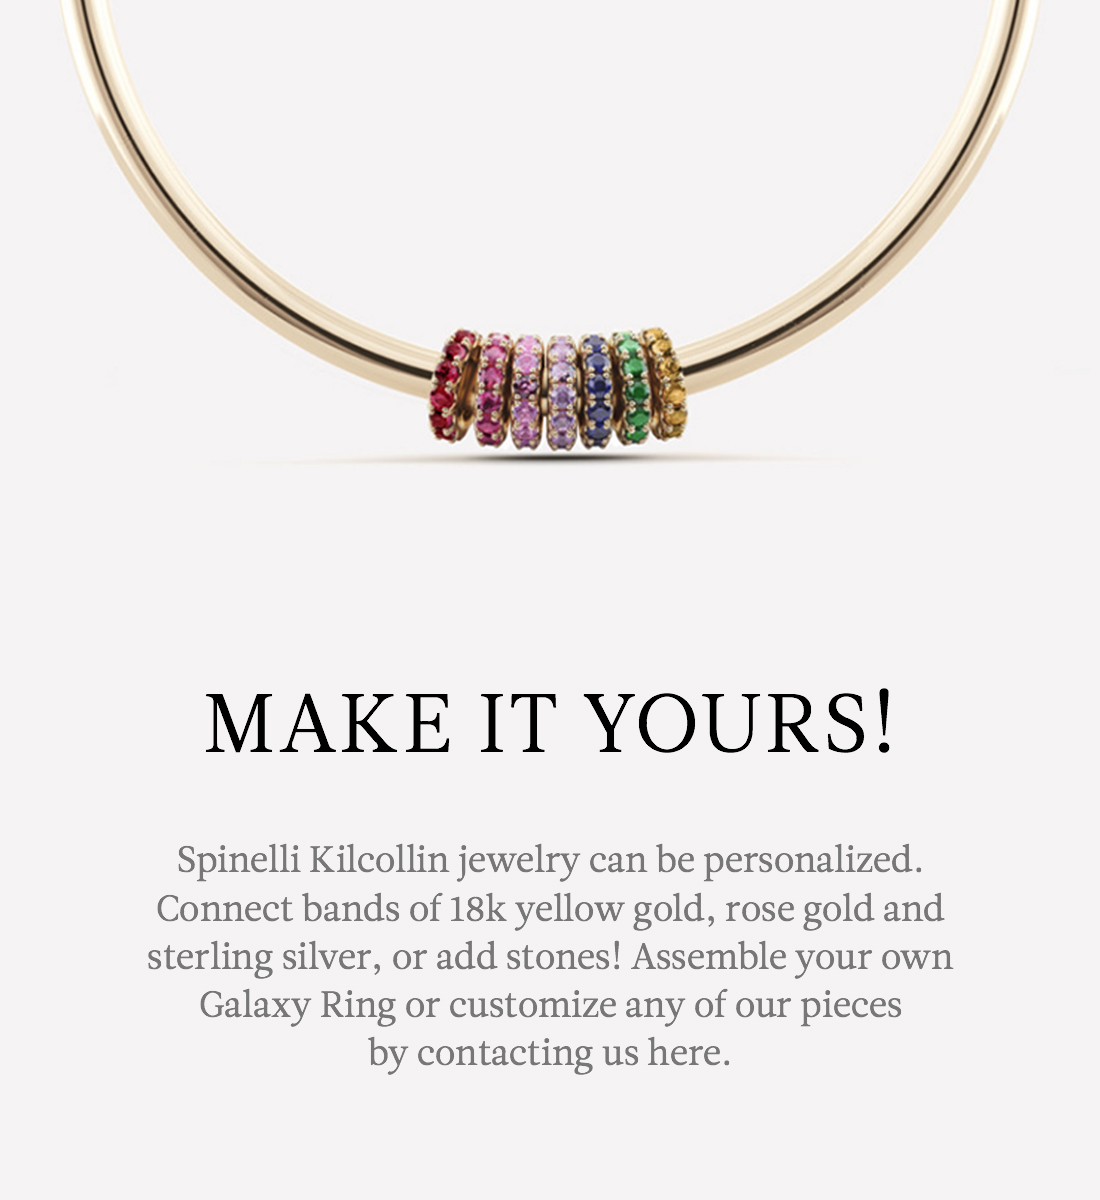 MAKE IT YOURS!
Spinelli Kilcollin jewelry can be personalized.
Connect bands of 18k yellow gold, rose gold and
sterling silver, or add stones! Assemble your own
Galaxy Ring or customize any of our pieces
by contacting us here.